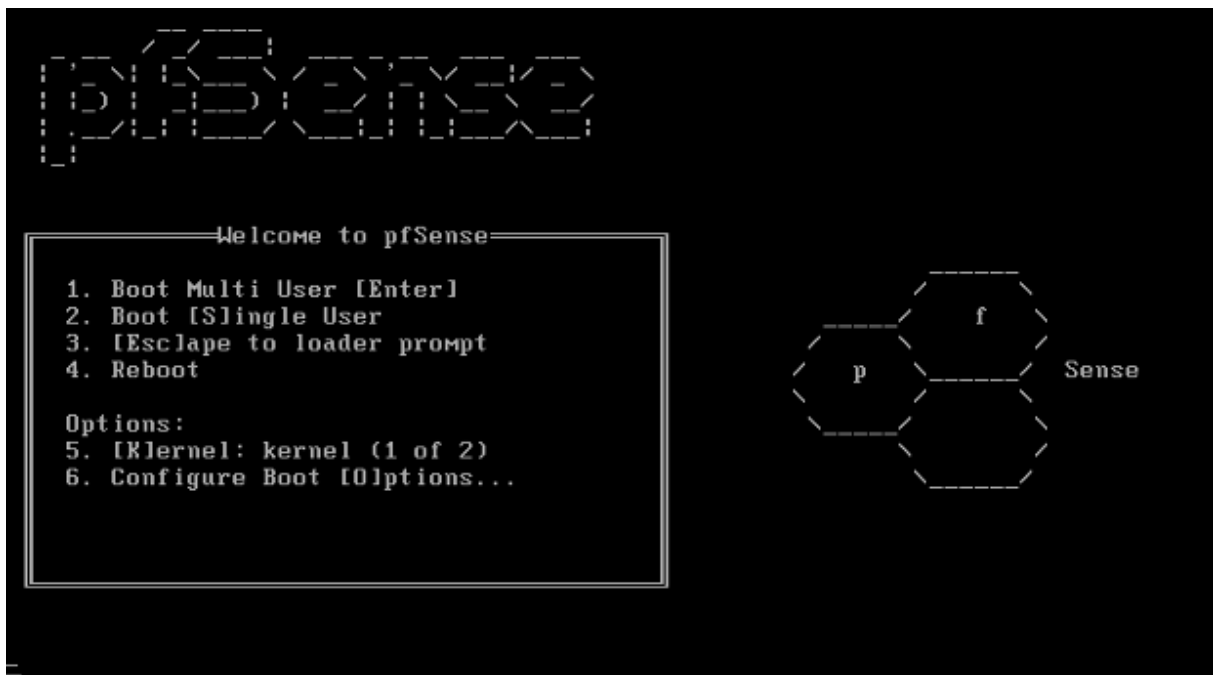 pfSense
Welcome to pfSense
1. Boot Multi User [Enter]
2. Boot [S]ingle User
3. [Esc]ape to loader prompt
4. Reboot
Options:
5. [K]ernel: kernel (1 of 2)
6. Configure Boot [O]ptions...
f
p
Sense